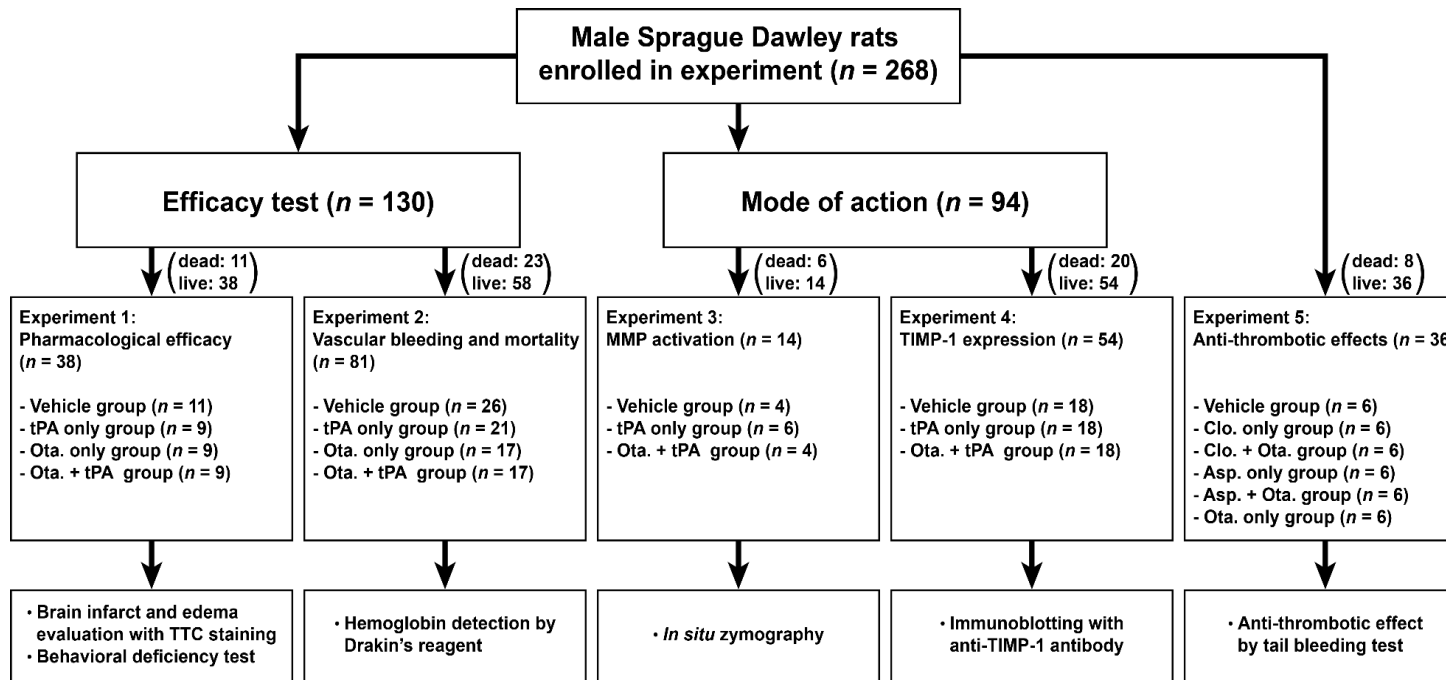 Male Sprague Dawley rats
enrolled in experiment (n = 268)
Efficacy test (n = 130)
Mode of action (n = 94)
(dead: 11
live: 38)
(dead: 23
live: 58)
(dead: 6
live: 14)
(dead: 20
live: 54)
(dead: 8
live: 36)
Experiment 1:
Pharmacological efficacy
(n = 38)
- Vehicle group (n = 11)
- tPA only group (n = 9)
- Ota. only group (n = 9)
- Ota. + tPA group (n = 9)
Experiment 2:
Vascular bleeding and mortality
(n = 81)
- Vehicle group (n = 26)
- tPA only group (n = 21)
- Ota. only group (n = 17)
- Ota. + tPA group (n = 17)
Experiment 3:
MMP activation (n = 14)
- Vehicle group (n = 4)
- tPA only group (n = 6)
- Ota. + tPA group (n = 4)
Experiment 4:
TIMP-1 expression (n = 54)
- Vehicle group (n = 18)
- tPA only group (n = 18)
- Ota. + tPA group (n = 18)
Experiment 5:
Anti-thrombotic effects (n = 36
- Vehicle group (n = 6)
- Clo. only group (n = 6)
- Clo. + Ota. group (n = 6)
- Asp. only group (n = 6)
- Asp. + Ota. group (n = 6)
- Ota. only group (n = 6)
• Brain infarct and edema
evaluation with TTC staining
• Behavioral deficiency test
• Hemoglobin detection by
Drakin's reagent
• In situ zymography
• Immunoblotting with
anti-TIMP-1 antibody
• Anti-thrombotic effect
by tail bleeding test